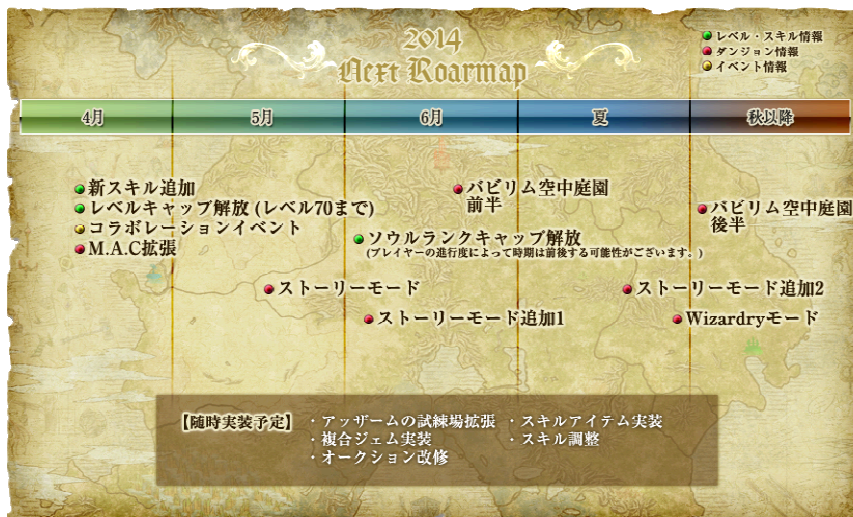 2014
Next Roarmap
レベル・スキル情報
ダンジョン情報
イベント情報
4月
5月
6月
夏
秋以降
新スキル追加
レベルキャップ解放 (レベル70まで)
コラボレーションイベント
M.A.C拡張
バビリム空中庭園
前半
バビリム空中庭園
後半
ソウルランクキャップ解放
(プレイヤーの進行度によって時期は前後する可能性がございます。)
ストーリーモード
ストーリーモード追加2
ストーリーモード追加1
Wizardryモード
【随時実装予定】
・アッザームの試練場拡張
・スキルアイテム実装
・複合ジェム実装
・スキル調整
・オークション改修